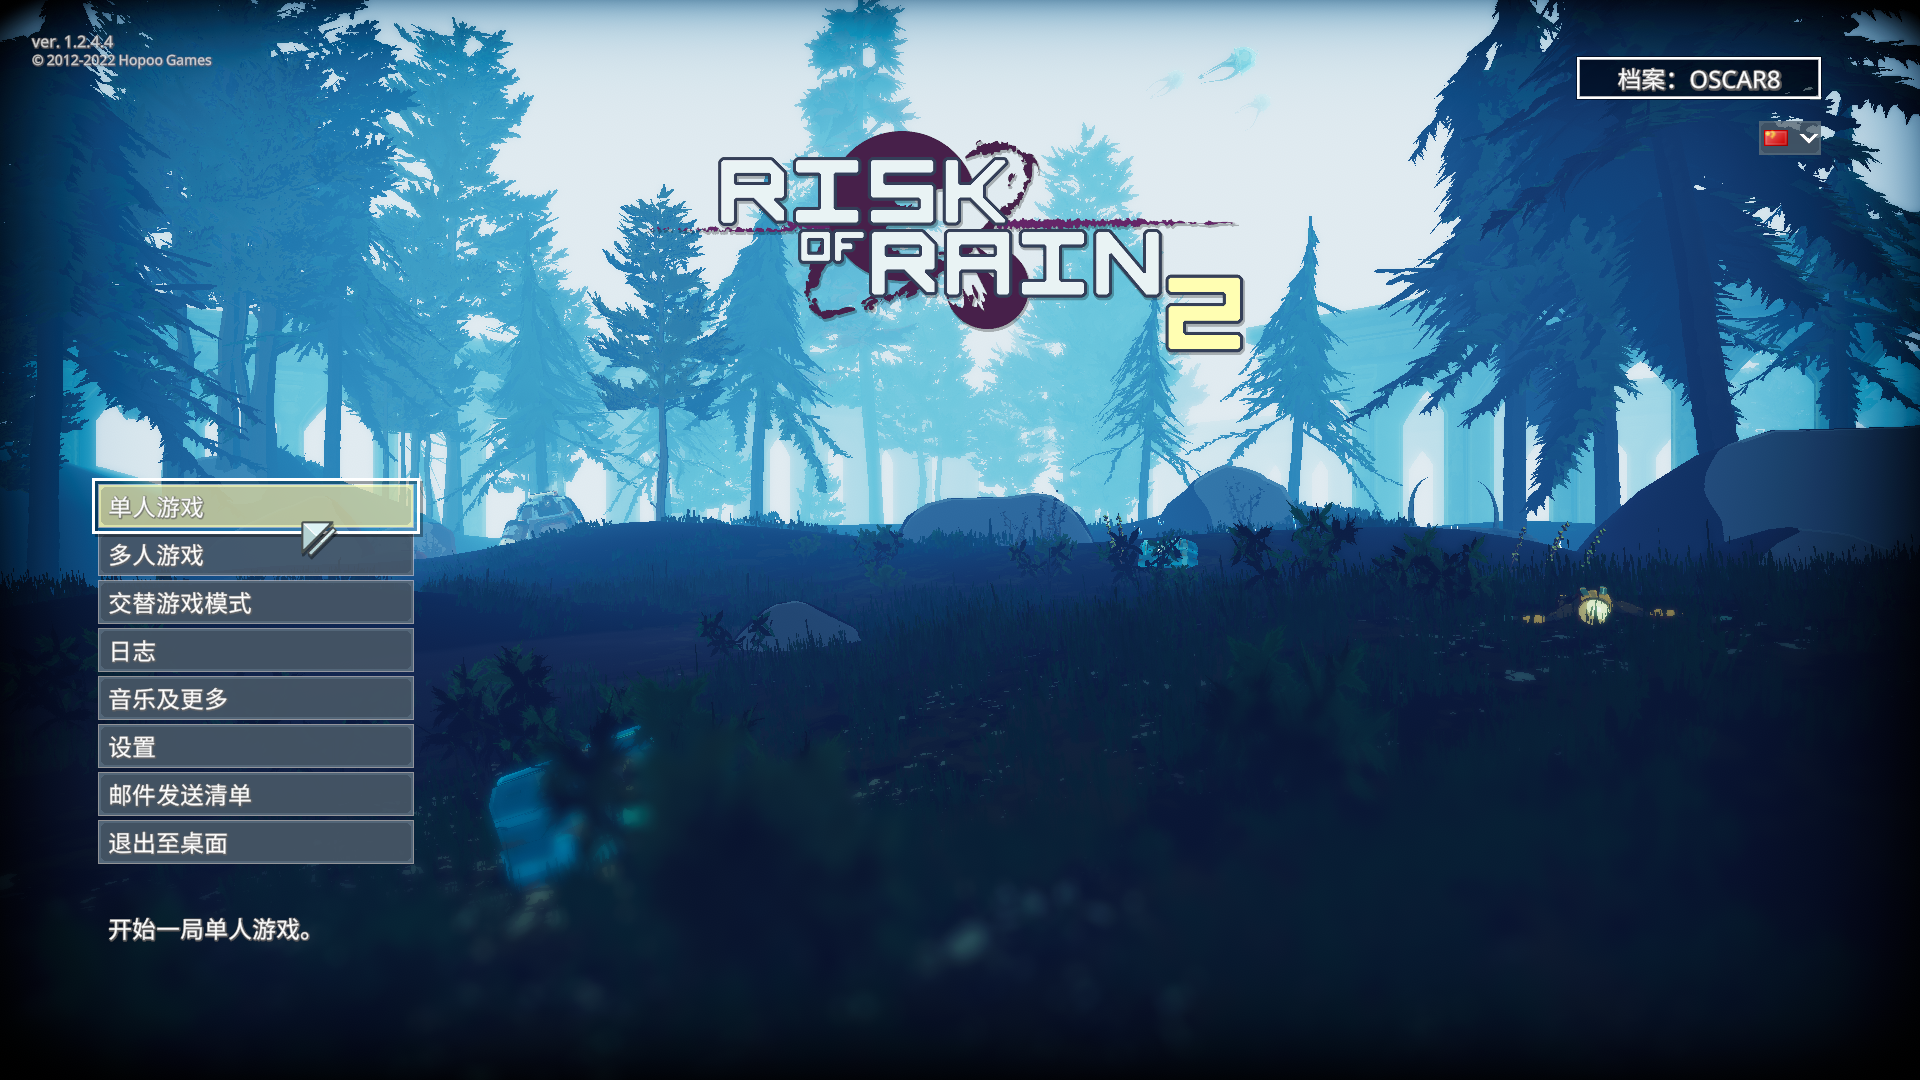 ver. 1.2.4.4
© 2012-2022 Hopoo Games
档案：OSCAR8
RISK
OF RAIN
2
单人游戏
多人游戏
交替游戏模式
日志
音乐及更多
设置
邮件发送清单
退出至桌面
开始一局单人游戏。